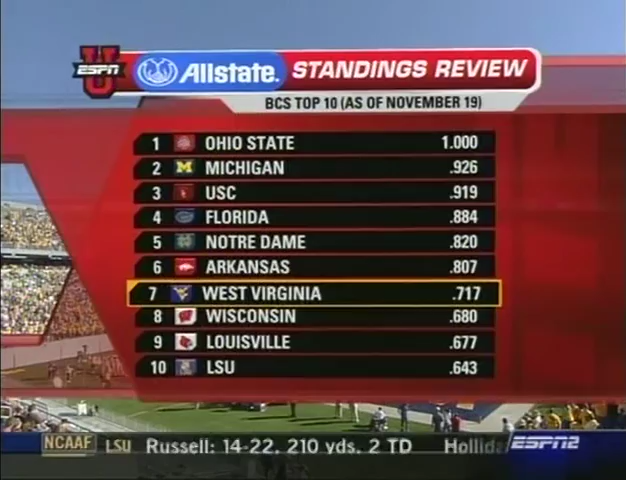 U
ESPN
Allstate. STANDINGS REVIEW
BCS TOP 10 (AS OF NOVEMBER 19)
1 OHIO STATE 1.000
2 M MICHIGAN .926
3 USC .919
4 FLORIDA .884
5 NOTRE DAME .820
6 ARKANSAS .807
7 WV WEST VIRGINIA .717
8 W WISCONSIN .680
9 LOUISVILLE .677
10 LSU .643
NCAAF LSU Russell: 14-22, 210 yds, 2 TD Hollida ESPN2